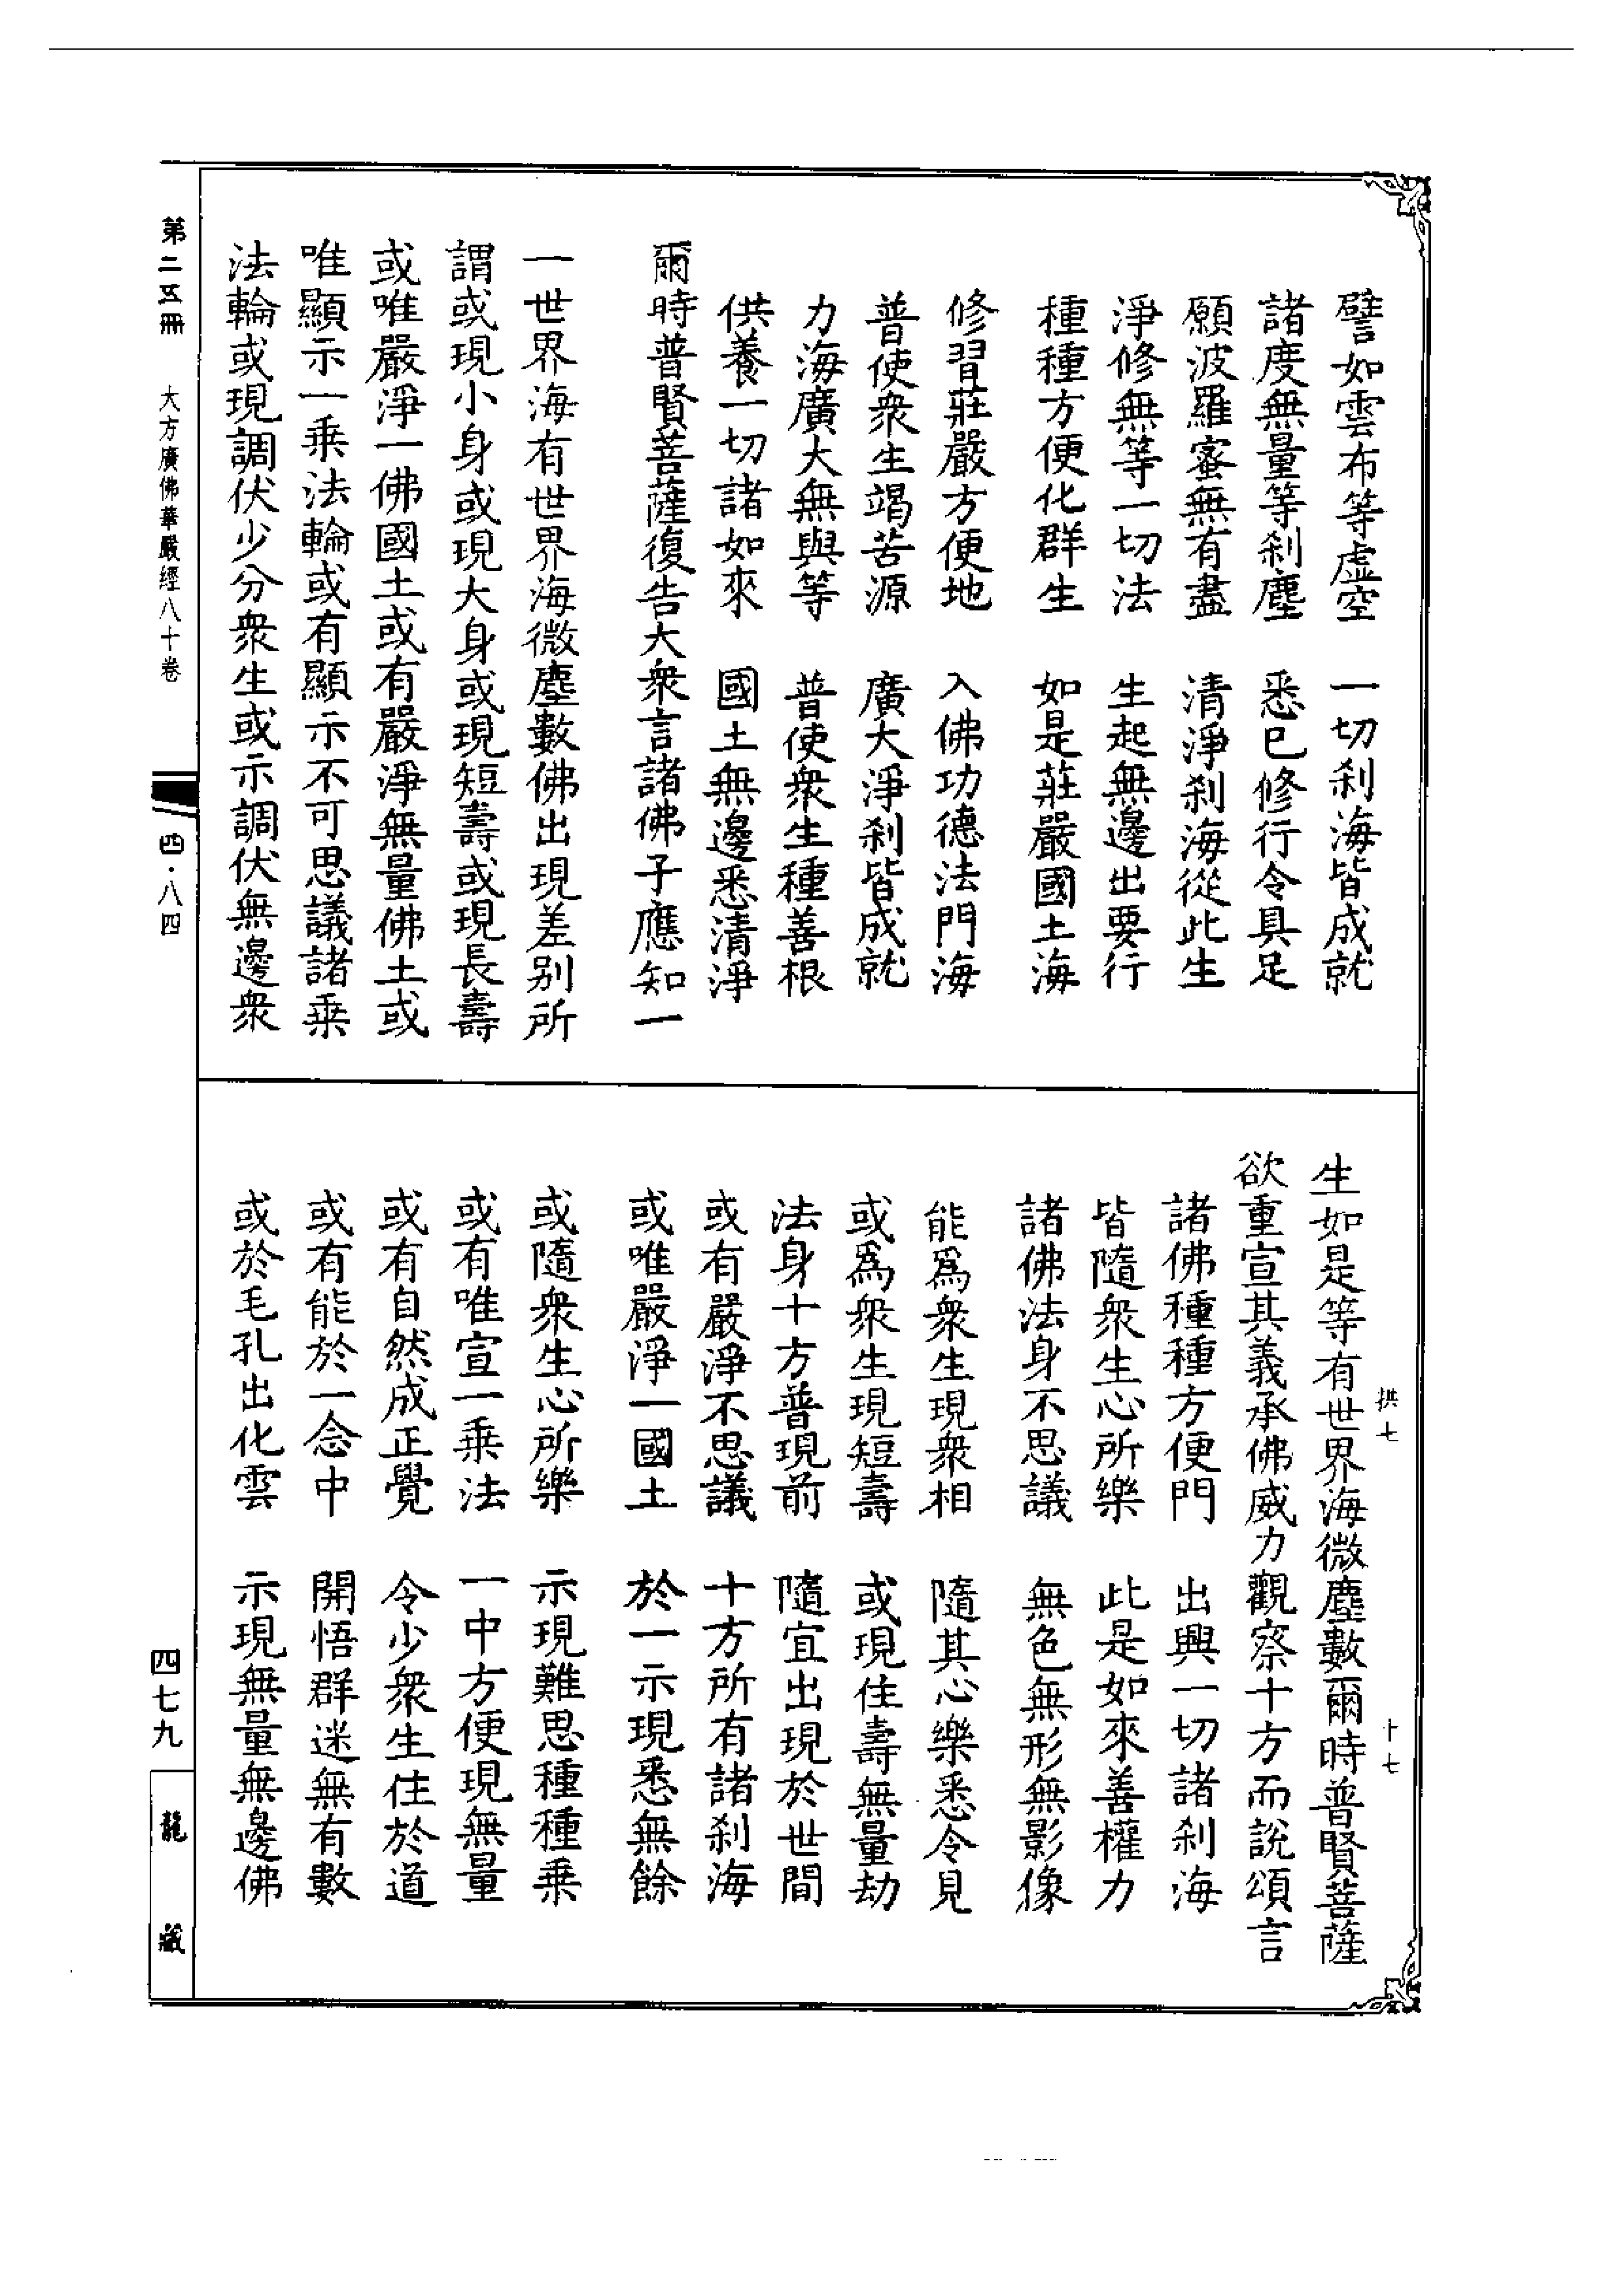 譬如雲布等虛空　一切剎海皆成就
諸度無量等剎塵　悉已修行令具足
願波羅蜜無有盡　清淨剎海從此生
淨修無等一切法　生起無邊出要行
種種方便化群生　如是莊嚴國土海
修習莊嚴方便地　入佛功德法門海
普使衆生竭苦源　廣大淨剎皆成就
力海廣大無與等　普使衆生種善根
供養一切諸如來　國土無邊悉清淨
爾時普賢菩薩復告大衆言諸佛子應知一
一世界海有世界海微塵數佛出現差別所
謂或現小身或現大身或現短壽或現長壽
或唯嚴淨一佛國土或有嚴淨無量佛土或
唯顯示一乘法輪或有顯示不可思議諸乘
法輪或現調伏少分衆生或示調伏無邊衆
拱七　十七
生如是等有世界海微塵數爾時普賢菩薩
欲重宣其義承佛威力觀察十方而說頌言
諸佛種種方便門　出興一切諸剎海
皆隨衆生心所樂　此是如來善權力
諸佛法身不思議　無色無形無影像
能爲衆生現衆相　隨其心樂悉令見
或爲衆生現短壽　或現住壽無量劫
法身十方普現前　隨宜出現於世間
或有嚴淨不思議　十方所有諸剎海
或唯嚴淨一國土　於一示現悉無餘
或隨衆生心所樂　示現難思種種乘
或有唯宣一乘法　一中方便現無量
或有自然成正覺　令少衆生住於道
或有能於一念中　開悟群迷無有數
或於毛孔出化雲　示現無量無邊佛
第二五冊　大方廣佛華嚴經八十卷　四·八四
四七九　龍藏